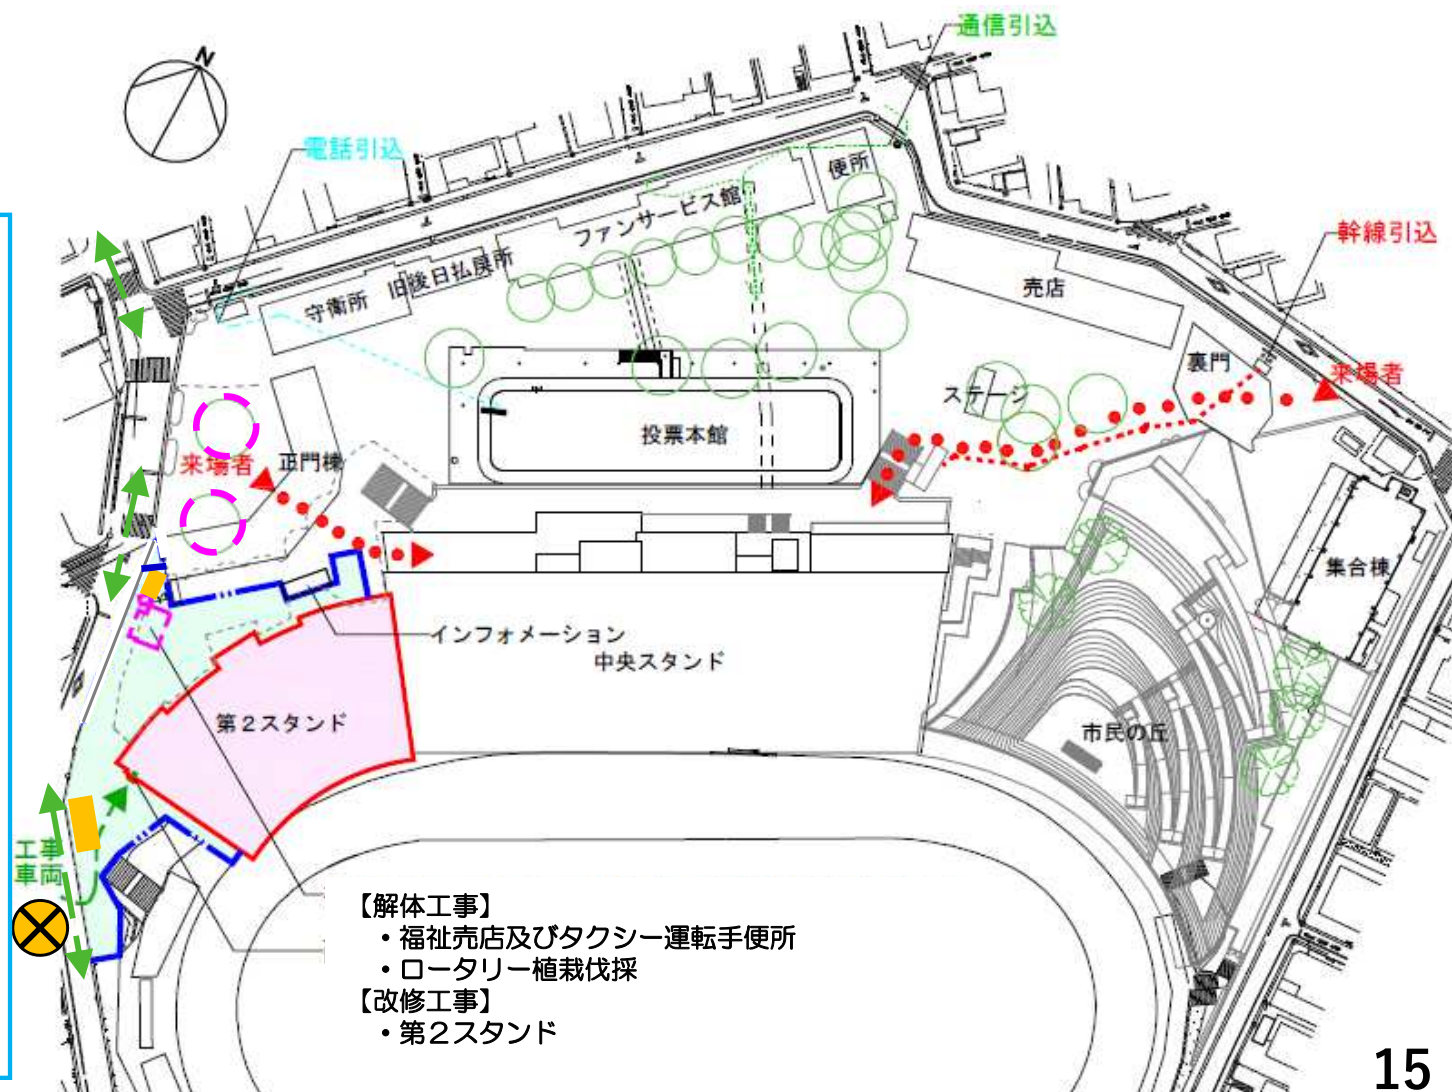 通信引込
N
電話引込
便所
ファンサービス館
幹線引込
旧後日払戻所
守衛所
売店
裏門
来場者
ステージ
投票本館
来場者
正門棟
集合棟
インフォメーション
中央スタンド
第2スタンド
市民の丘
工事
車両
【解体工事】
・福祉売店及びタクシー運転手便所
・ロータリー植栽伐採
【改修工事】
・第2スタンド
15